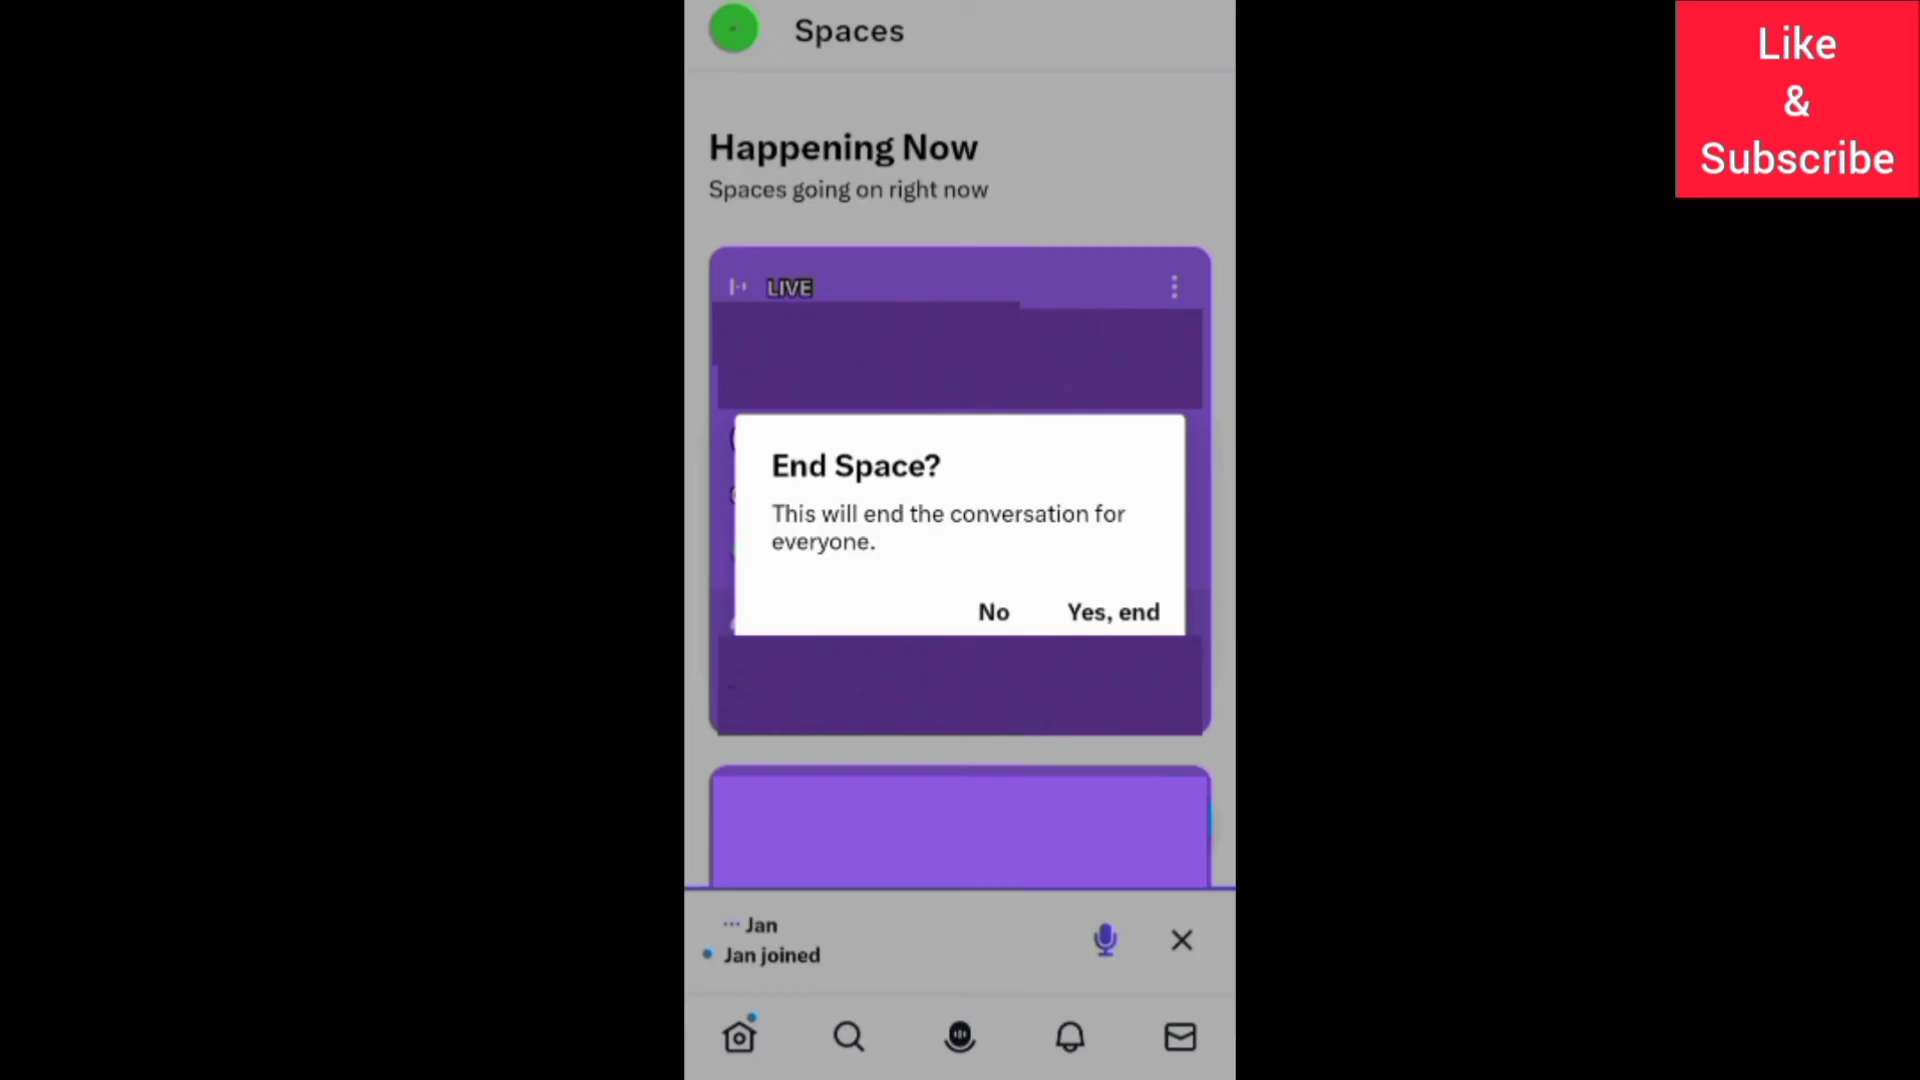 Spaces
Like
&
Subscribe
Happening Now
Spaces going on right now
LIVE
End Space?
This will end the conversation for
everyone.
No
Yes, end
Jan
Jan joined